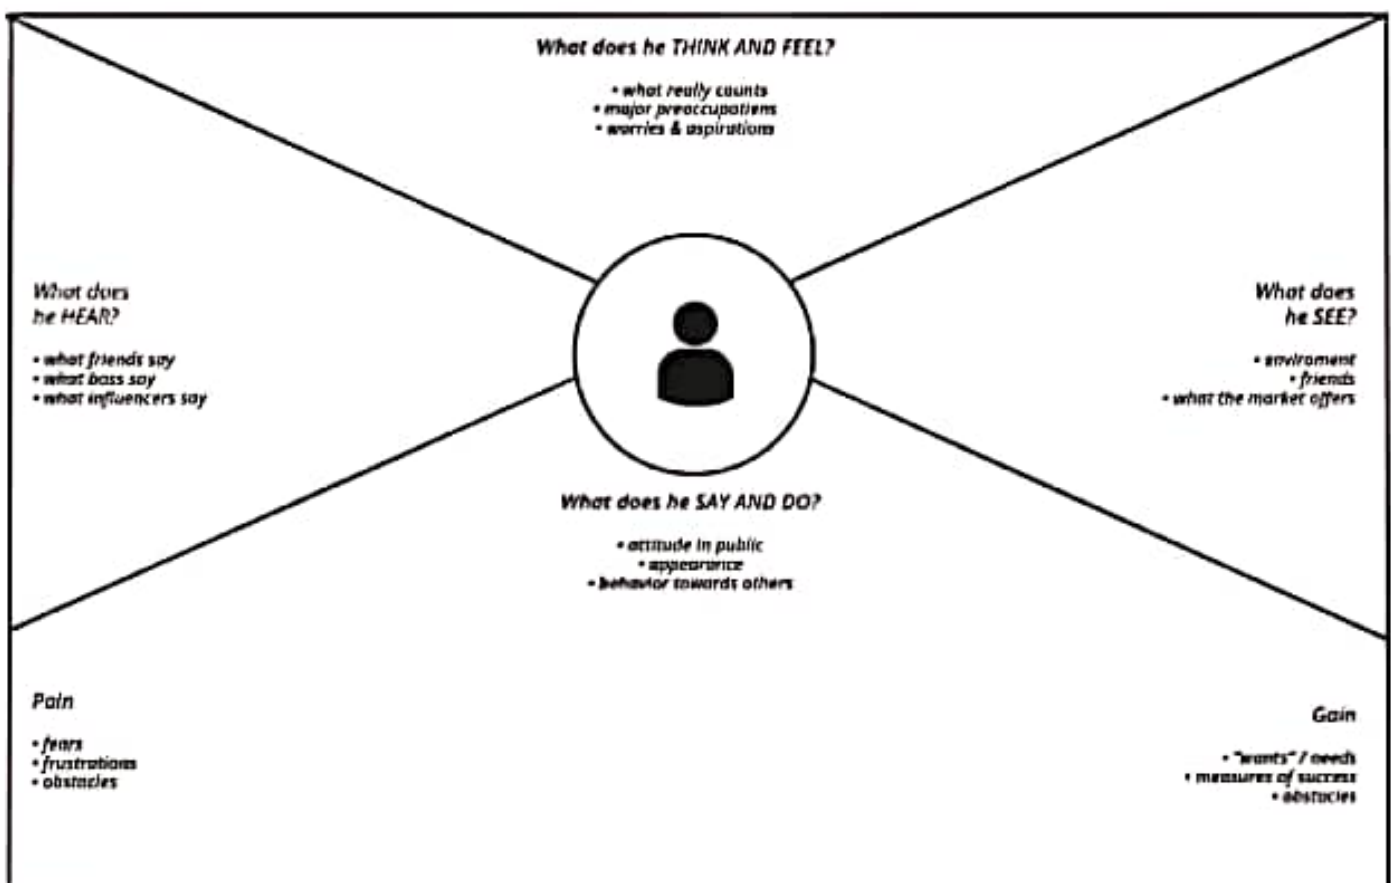 What does he THINK AND FEEL?
• what really counts
• major preoccupations
• worries & aspirations
What does
he HEAR?
• what friends say
• what boss say
• what influencers say
What does
he SEE?
• enviroment
• friends
• what the market offers
What does he SAY AND DO?
• attitude in public
• appearance
• behavior towards others
Pain
• fears
• frustrations
• obstacles
Gain
• "wants" / needs
• measures of success
• obstacles